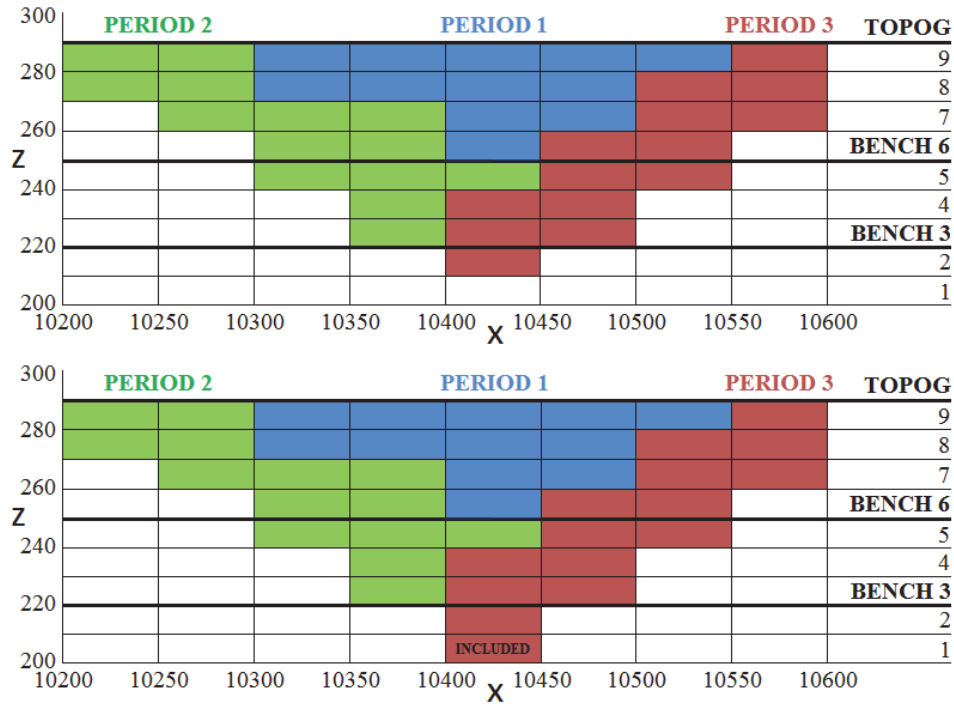 300 PERIOD 2 PERIOD 1 PERIOD 3 TOPOG
9
280 8
7
260 BENCH 6
Z
240 5
4
220 BENCH 3
2
200 1
10200 10250 10300 10350 10400 10450 10500 10550 10600
X
300 PERIOD 2 PERIOD 1 PERIOD 3 TOPOG
9
280 8
7
260 BENCH 6
Z
240 5
4
220 BENCH 3
2
200 INCLUDED 1
10200 10250 10300 10350 10400 10450 10500 10550 10600
X